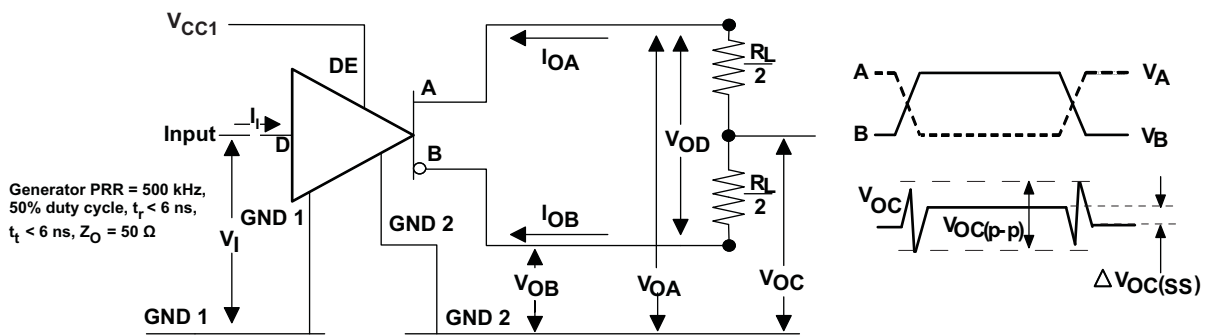 VCC1
DE
IOA
A
RL
2
A
VA
II
Input
D
VOD
B
VB
B
Generator PRR = 500 kHz,
50% duty cycle, tr < 6 ns,
tt < 6 ns, ZO = 50 Ω
GND 1
GND 2
IOB
RL
2
VOC
VOC(p-p)
VI
VOB
VOA
VOC
△ VOC(SS)
GND 1
GND 2